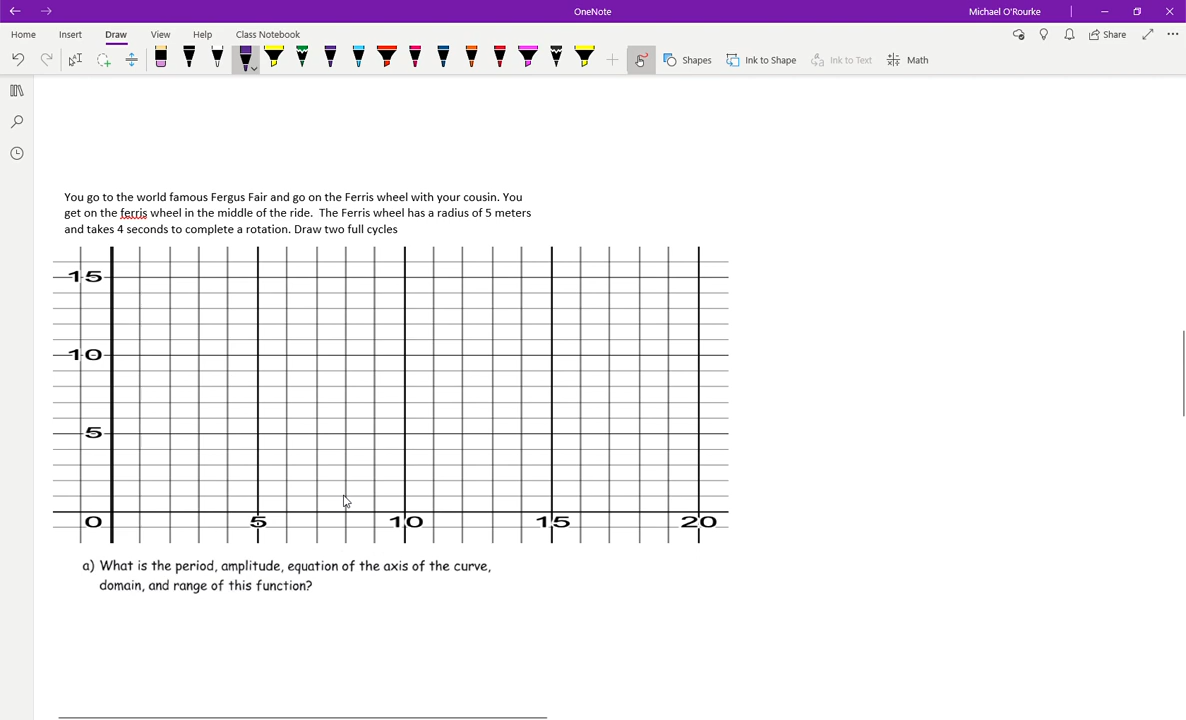 OneNote
Michael O'Rourke
Home Insert Draw View Help Class Notebook
Share
Shapes Ink to Shape Ink to Text Math
You go to the world famous Fergus Fair and go on the Ferris wheel with your cousin. You
get on the ferris wheel in the middle of the ride. The Ferris wheel has a radius of 5 meters
and takes 4 seconds to complete a rotation. Draw two full cycles
15
10
5
0 5 10 15 20
a) What is the period, amplitude, equation of the axis of the curve,
domain, and range of this function?